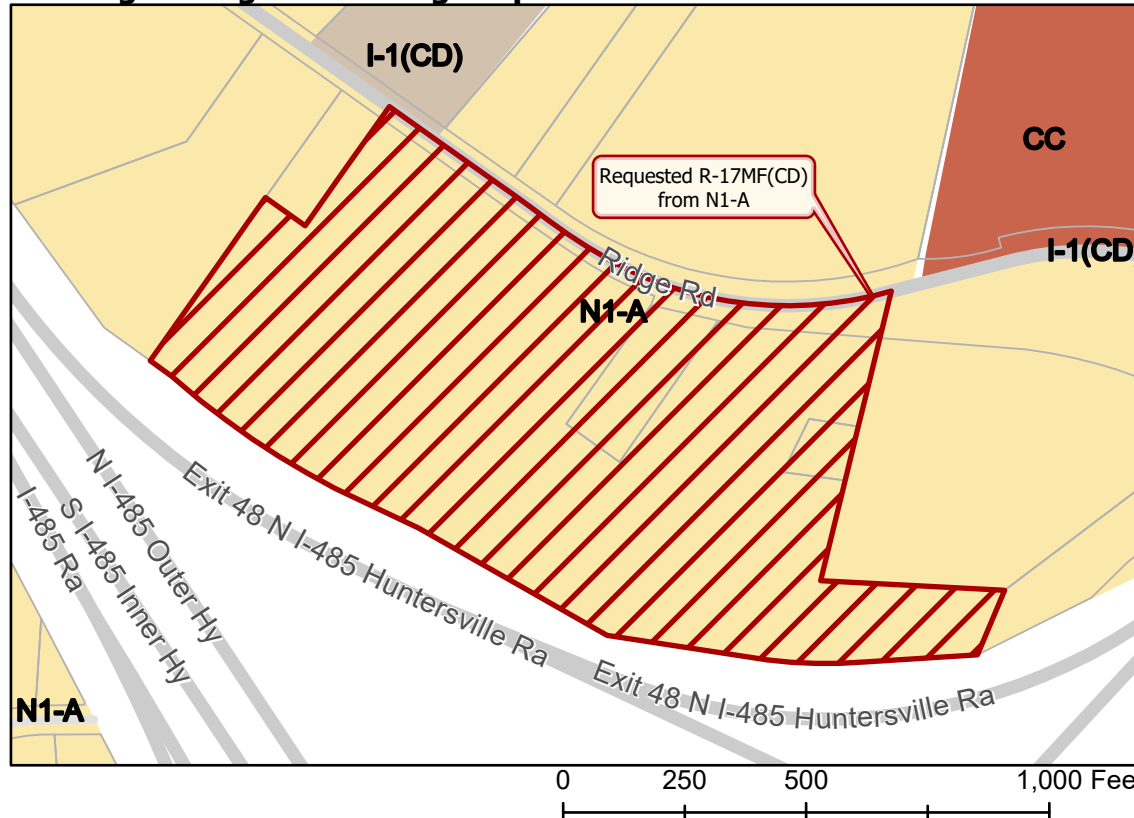 I-1(CD)
CC
Requested R-17MF(CD)
from N1-A
I-1(CD
Ridge Rd
N1-A
Exit 48 N I-485 Huntersville Ra
N I-485 Outer Hy
S I-485 Inner Hy
I-485 Ra
Exit 48 N I-485 Huntersville Ra
N1-A
0 250 500 1,000 Fee